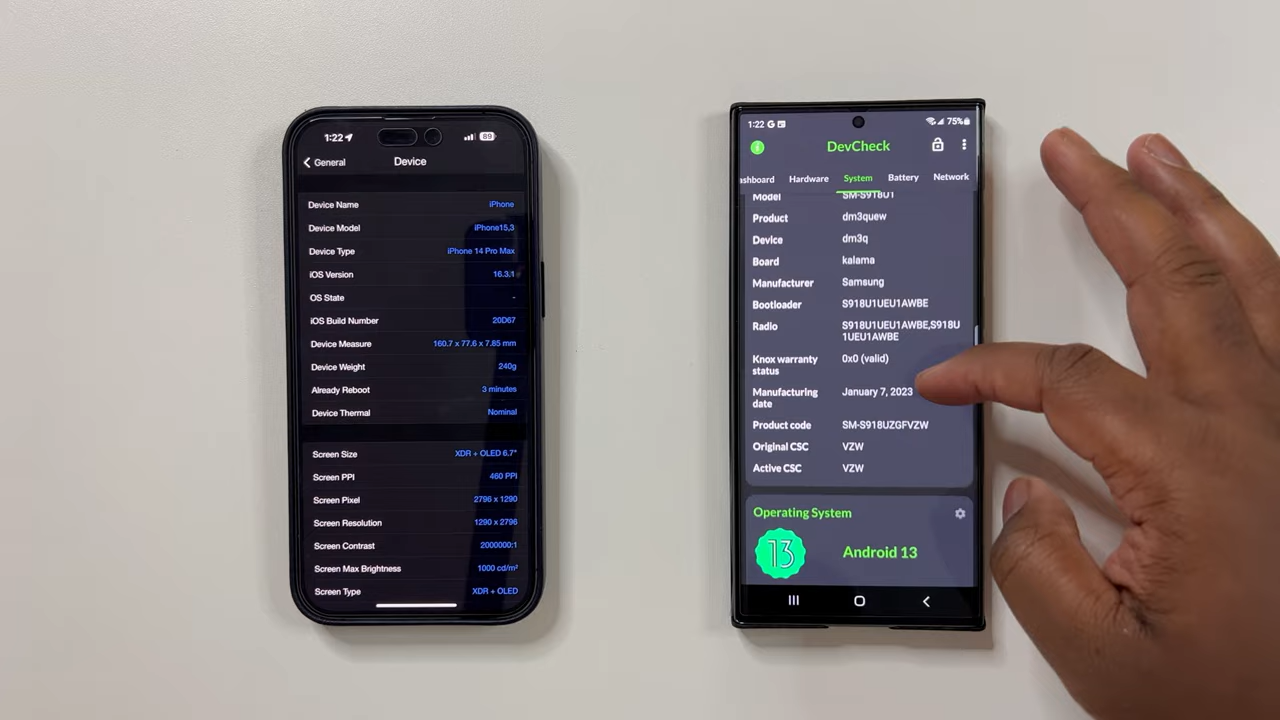 1:22
89
General
Device
Device Name iPhone
Device Model iPhone15,3
Device Type iPhone 14 Pro Max
iOS Version 16.3.1
OS State -
iOS Build Number 20D67
Device Measure 160.7 x 77.6 x 7.85 mm
Device Weight 240g
Already Reboot 3 minutes
Device Thermal Nominal
Screen Size XDR + OLED 6.7"
Screen PPI 460 PPI
Screen Pixel 2796 x 1290
Screen Resolution 1290 x 2796
Screen Contrast 2000000:1
Screen Max Brightness 1000 cd/m²
Screen Type XDR + OLED
1:22 G 75%
DevCheck
ashboard Hardware System Battery Network
Model SM-S918U1
Product dm3quew
Device dm3q
Board kalama
Manufacturer Samsung
Bootloader S918U1UEU1AWBE
Radio S918U1UEU1AWBE,S918U
1UEU1AWBE
Knox warranty 0x0 (valid)
status
Manufacturing January 7, 2023
date
Product code SM-S918UZGFVZW
Original CSC VZW
Active CSC VZW
Operating System
13 Android 13